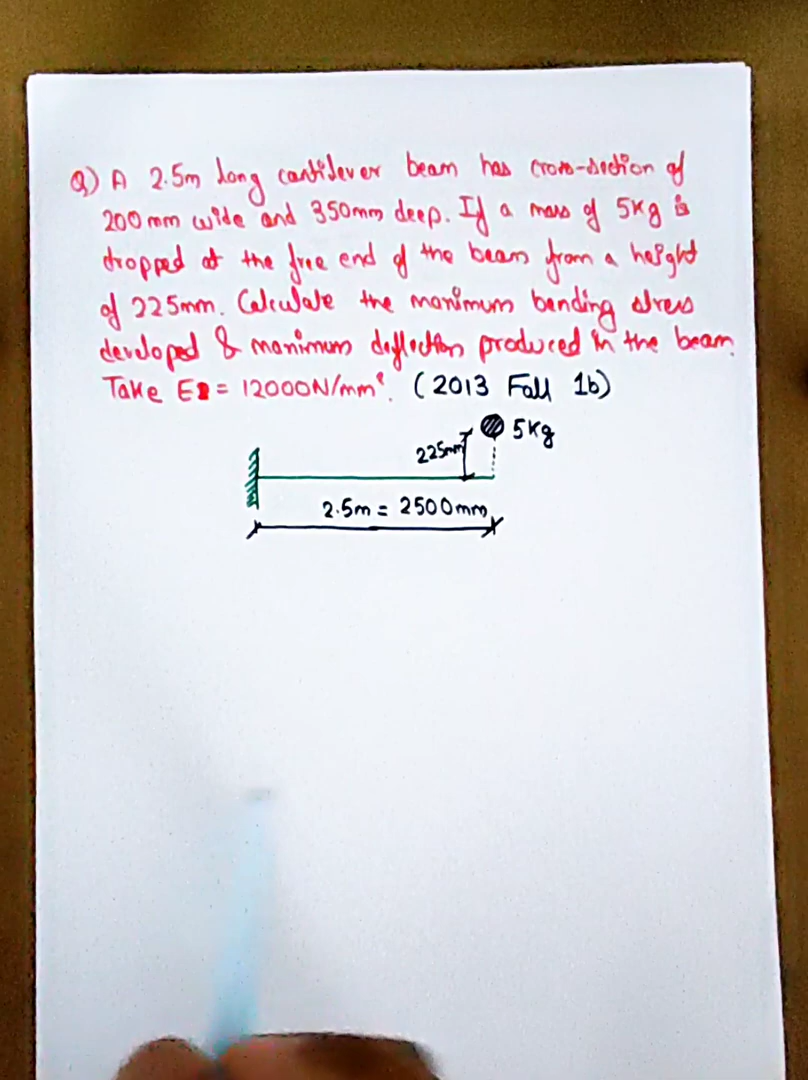 Q) A 2.5m long cantilever beam has cross-section of
200 mm wide and 350mm deep. If a mass of 5Kg is
dropped at the free end of the beam from a height
of 225mm. Calculate the maximum bending stress
developed & maximum deflection produced in the beam.
Take E = 12000N/mm². (2013 Fall 1b)
5Kg
225mm
2.5m = 2500mm